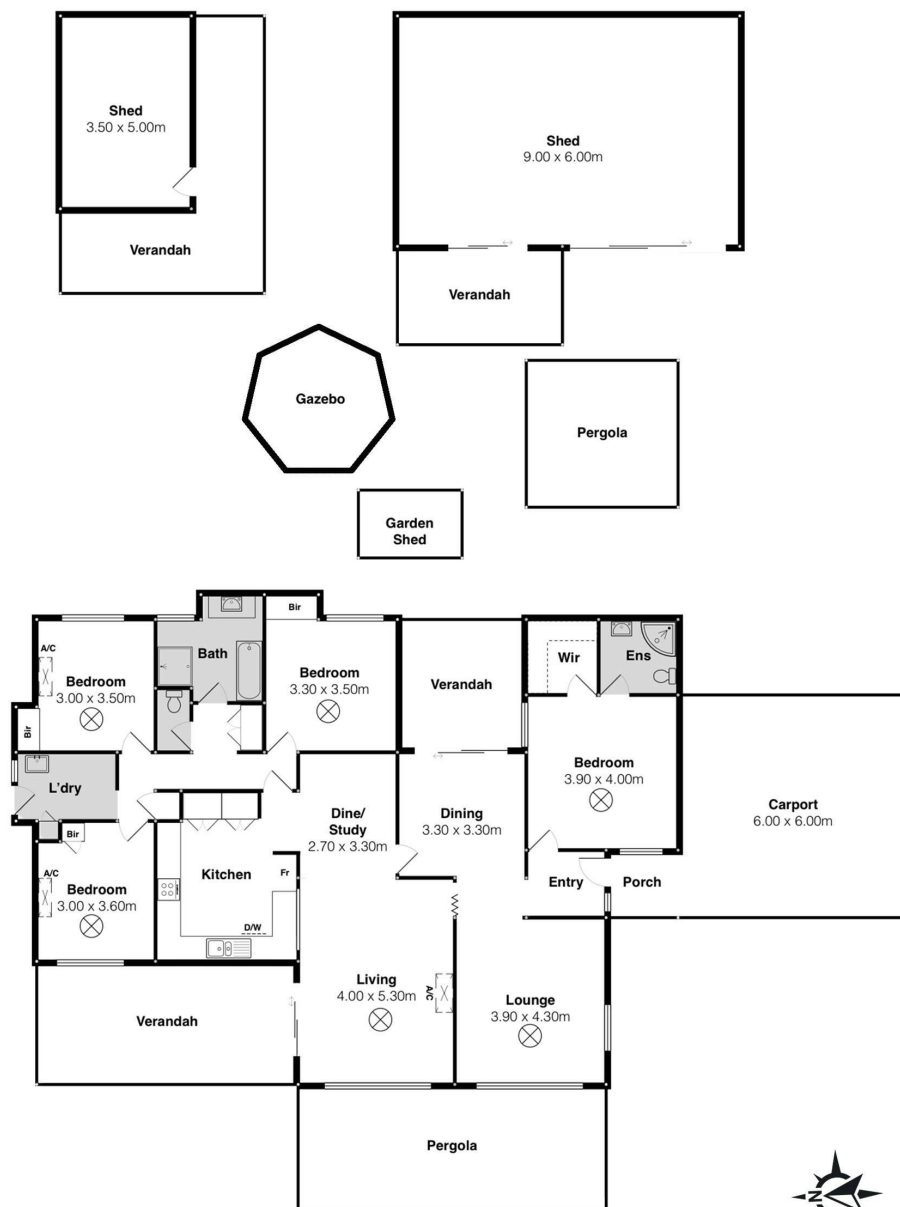 Shed
3.50 x 5.00m
Shed
9.00 x 6.00m
Verandah
Verandah
Gazebo
Pergola
Garden
Shed
Bir
A/C
Bath
Wir
Ens
Bedroom
3.00 x 3.50m
Bedroom
3.30 x 3.50m
Verandah
Bir
Bedroom
3.90 x 4.00m
L'dry
Dine/
Study
2.70 x 3.30m
Dining
3.30 x 3.30m
Carport
6.00 x 6.00m
Bir
A/C
Bedroom
3.00 x 3.60m
Kitchen
Fr
Entry
Porch
D/W
Living
4.00 x 5.30m
A/C
Lounge
3.90 x 4.30m
Verandah
Pergola
N